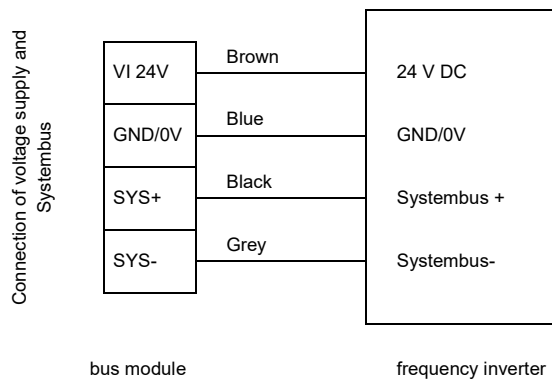 Connection of voltage supply and
Systembus
VI 24V
Brown
24 V DC
GND/0V
Blue
GND/0V
SYS+
Black
Systembus +
SYS-
Grey
Systembus-
bus module
frequency inverter